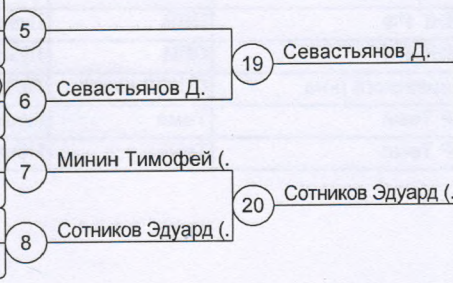 5
19 Севастьянов Д.
6 Севастьянов Д.
7 Минин Тимофей (.
20 Сотников Эдуард (.
8 Сотников Эдуард (.